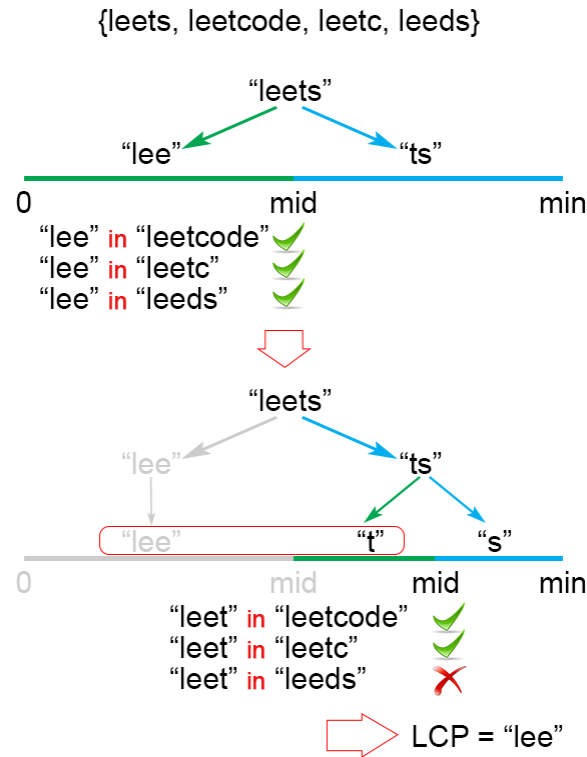 {leets, leetcode, leetc, leeds}
“leets”
“lee” “ts”
0 mid min
“lee” in “leetcode”
“lee” in “leetc”
“lee” in “leeds”
“leets”
“lee” “ts”
“lee” “t” “s”
0 mid mid min
“leet” in “leetcode”
“leet” in “leetc”
“leet” in “leeds”
LCP = “lee”